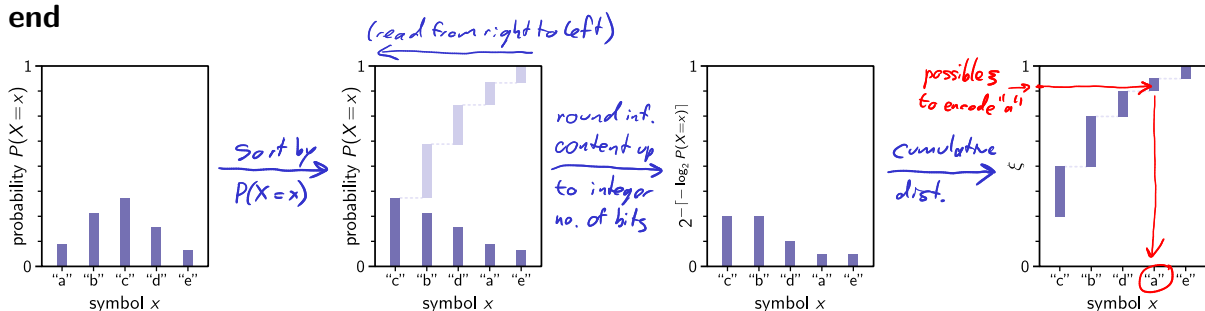 end
(read from right to left)
1
0
probability P(X = x)
"a" "b" "c" "d" "e"
symbol x
sort by
P(X=x)
1
0
probability P(X = x)
"c" "b" "d" "a" "e"
symbol x
round inf.
content up
to integer
no. of bits
1
0
2^−⌈− log₂ P(X=x)⌉
"c" "b" "d" "a" "e"
symbol x
cumulative
dist.
possible ξ
to encode "a"
1
0
ξ
"c" "b" "d" "a" "e"
symbol x